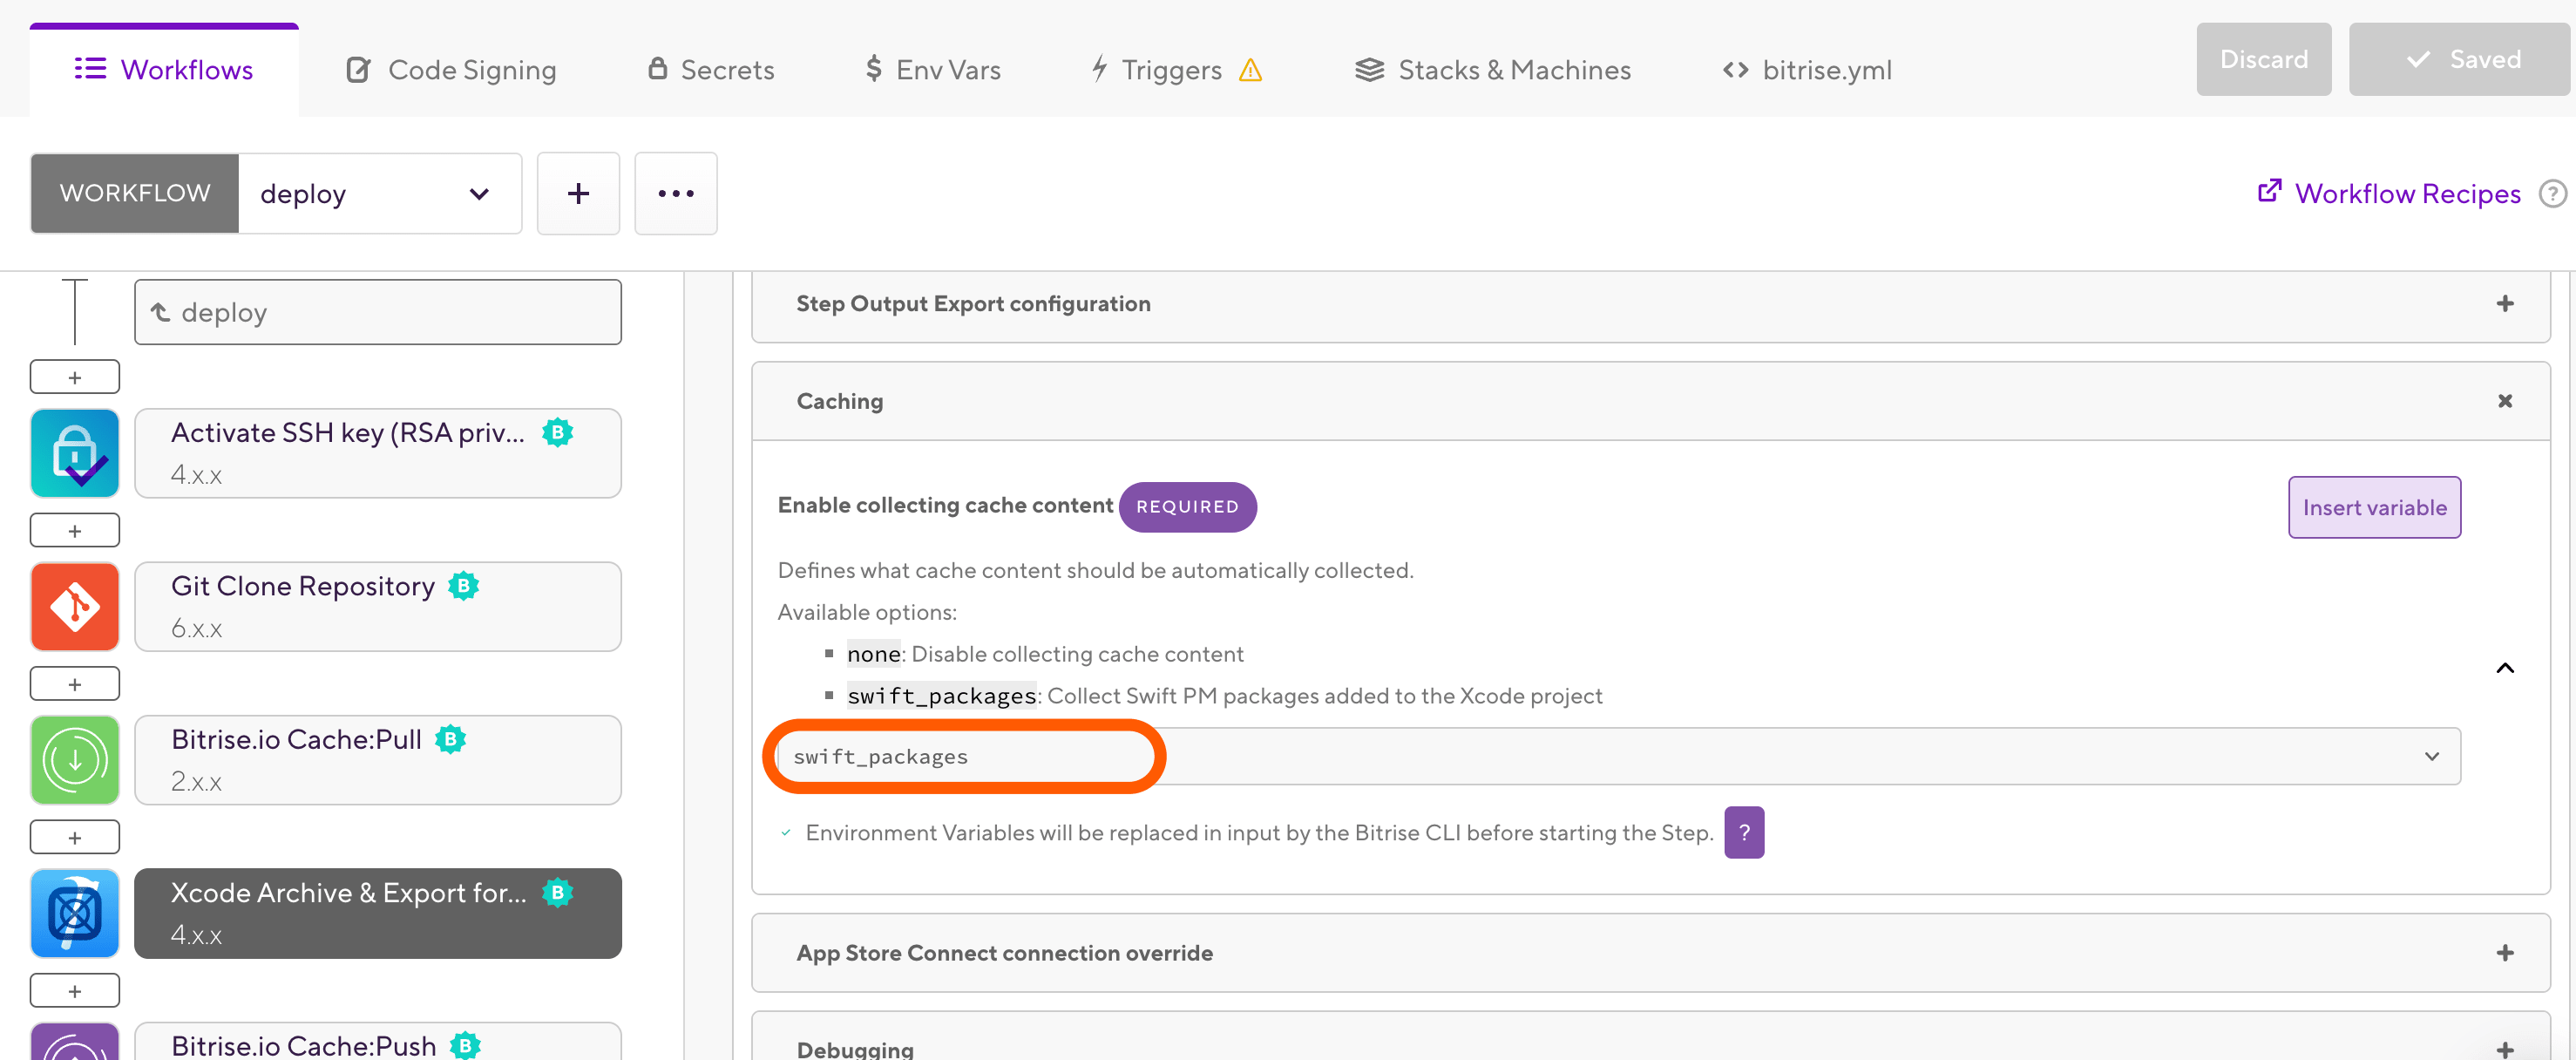 Workflows
Code Signing
Secrets
Env Vars
Triggers
Stacks & Machines
bitrise.yml
Discard
Saved
WORKFLOW
deploy
Workflow Recipes
deploy
Activate SSH key (RSA priv...
4.x.x
Git Clone Repository
6.x.x
Bitrise.io Cache:Pull
2.x.x
Xcode Archive & Export for...
4.x.x
Bitrise.io Cache:Push
Step Output Export configuration
Caching
Enable collecting cache content REQUIRED
Insert variable
Defines what cache content should be automatically collected.
Available options:
none: Disable collecting cache content
swift_packages: Collect Swift PM packages added to the Xcode project
swift_packages
Environment Variables will be replaced in input by the Bitrise CLI before starting the Step. ?
App Store Connect connection override
Debugging